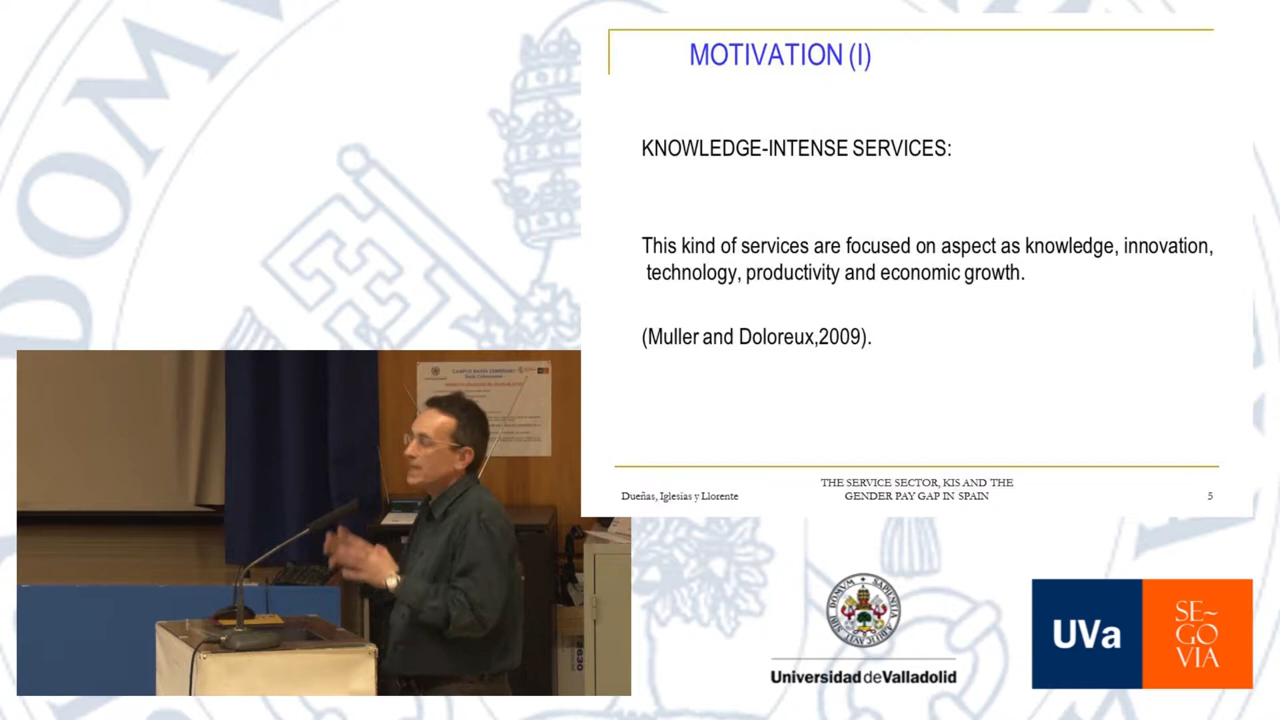 MOTIVATION (I)
KNOWLEDGE-INTENSE SERVICES:
This kind of services are focused on aspect as knowledge, innovation,
technology, productivity and economic growth.
(Muller and Doloreux,2009).
Dueñas, Iglesias y Llorente
THE SERVICE SECTOR, KIS AND THE
GENDER PAY GAP IN SPAIN
5
Universidad de Valladolid
UVa
SE~
GO
VIA